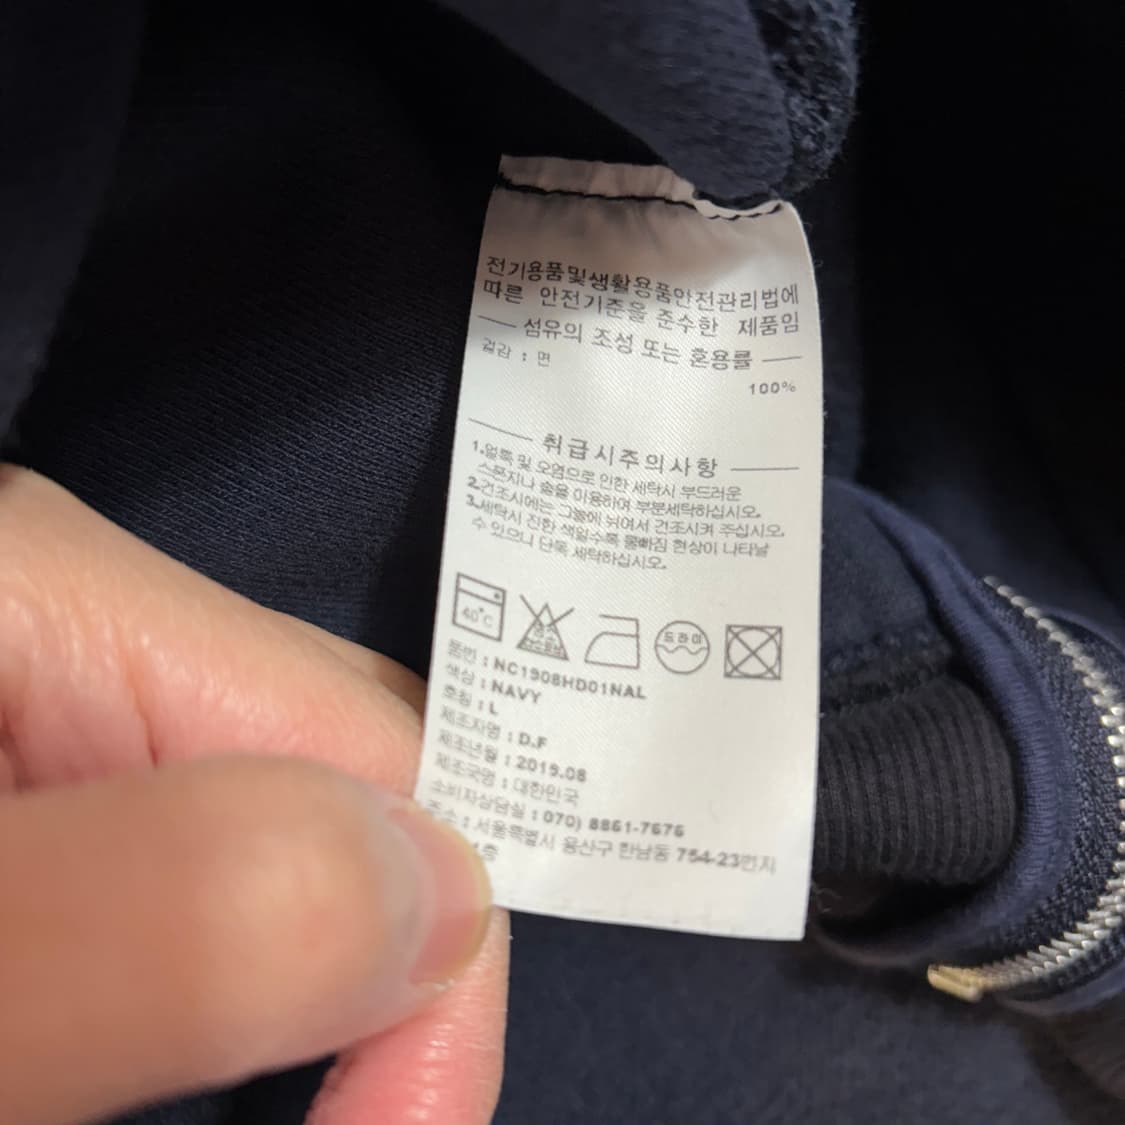 전기용품및생활용품안전관리법에
따른 안전기준을 준수한 제품임
섬유의 조성 또는 혼용률
겉감 : 면
100%
취급시주의사항
1.얼룩 및 오염으로 인한 세탁시 부드러운
스폰지나 솔을 이용하여 부분세탁하십시오.
2.건조시에는 그늘에 뉘여서 건조시켜 주십시오.
3.세탁시 진한 색일수록 물빠짐 현상이 나타날
수 있으니 단독 세탁하십시오.
40℃
드라이
품번 : NC1908HD01NAL
색상 : NAVY
호칭 : L
제조자명 : D.F
제조년월 : 2019.08
제조국명 : 대한민국
소비자상담실 : 070) 8861-7676
주소 : 서울특별시 용산구 한남동 754-23번지